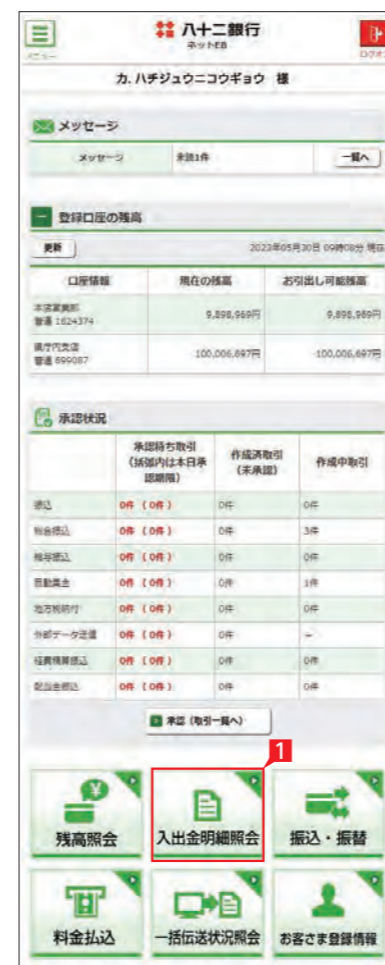 メニュー
八十二銀行
ネットEB
ログオフ
カ.ハチジュウニコウギョウ 様
メッセージ
メッセージ 未読1件 一覧へ
登録口座の残高
更新 2023年05月30日 09時08分 現在
口座情報 現在の残高 お引出し可能残高
本店営業部
普通 1624374 9,898,969円 9,898,969円
県庁内支店
普通 699087 100,006,697円 100,006,697円
承認状況
承認待ち取引
(括弧内は本日承
認期限) 作成済取引
(未承認) 作成中取引
振込 0件 (0件) 0件 0件
総合振込 0件 (0件) 0件 3件
給与振込 0件 (0件) 0件 0件
自動集金 0件 (0件) 0件 1件
地方税納付 0件 (0件) 0件 0件
外部データ送信 0件 (0件) 0件 -
経費精算振込 0件 (0件) 0件 0件
配当金振込 0件 (0件) 0件 0件
承認 (取引一覧へ)
1
残高照会 入出金明細照会 振込・振替
料金払込 一括伝送状況照会 お客さま登録情報